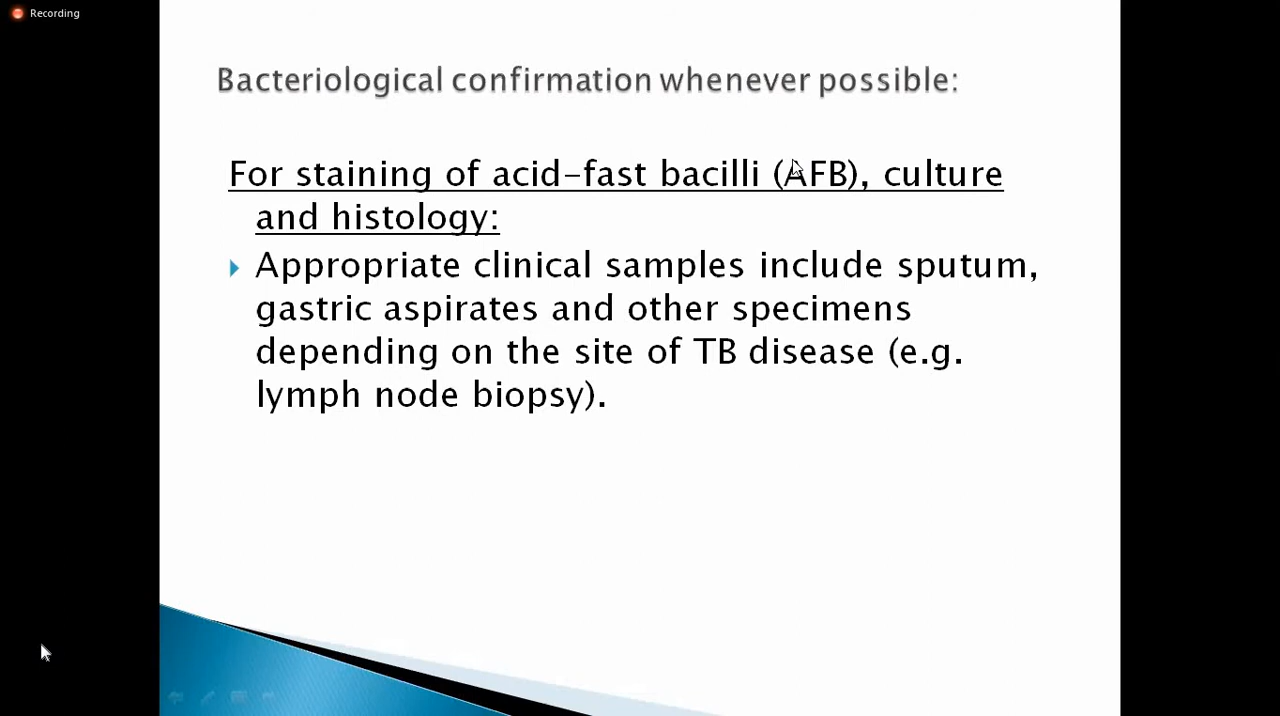 Recording
Bacteriological confirmation whenever possible:
For staining of acid-fast bacilli (AFB), culture
and histology:
Appropriate clinical samples include sputum,
gastric aspirates and other specimens
depending on the site of TB disease (e.g.
lymph node biopsy).